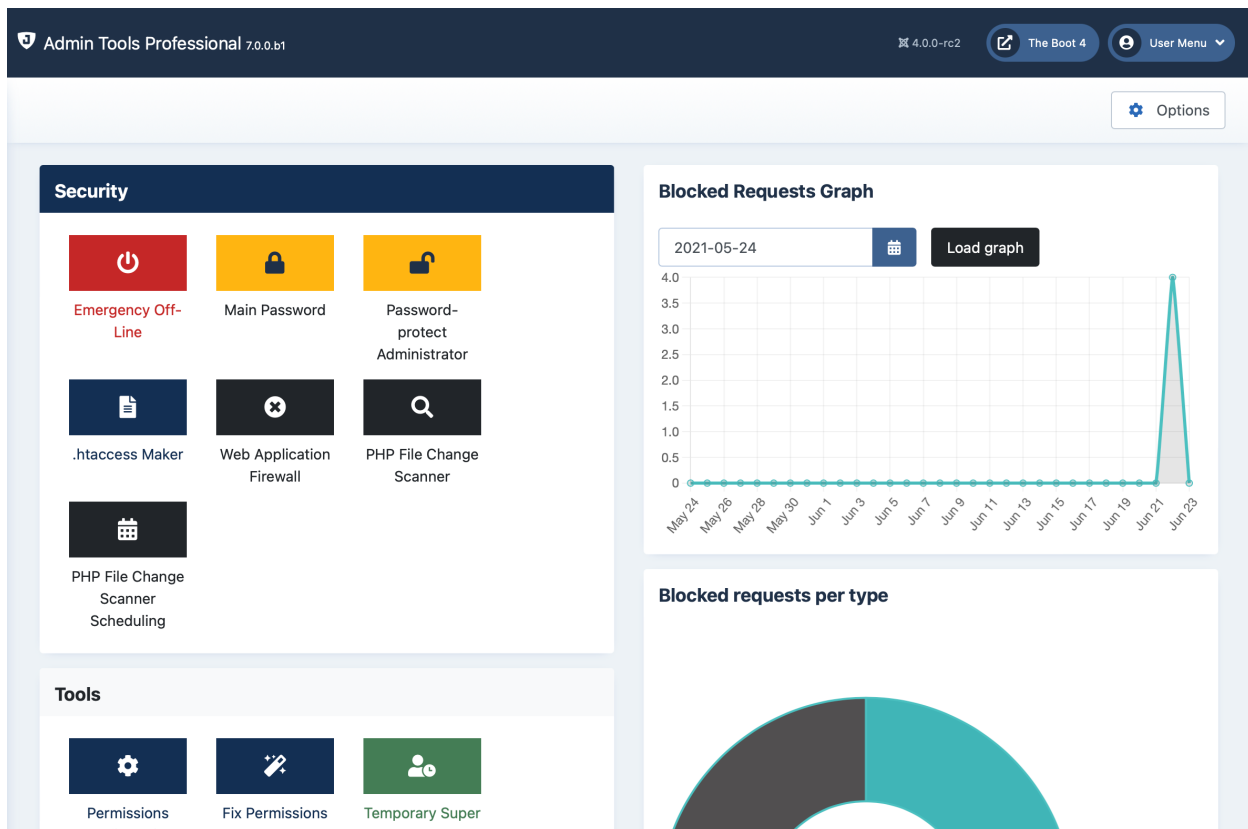 Admin Tools Professional 7.0.0.b1
4.0.0-rc2
The Boot 4
User Menu
Options
Security
Emergency Off-
Line
Main Password
Password-
protect
Administrator
.htaccess Maker
Web Application
Firewall
PHP File Change
Scanner
PHP File Change
Scanner
Scheduling
Tools
Permissions
Fix Permissions
Temporary Super
Blocked Requests Graph
2021-05-24
Load graph
4.0
3.5
3.0
2.5
2.0
1.5
1.0
0.5
0
May 24
May 26
May 28
May 30
Jun 1
Jun 3
Jun 5
Jun 7
Jun 9
Jun 11
Jun 13
Jun 15
Jun 17
Jun 19
Jun 21
Jun 23
Blocked requests per type